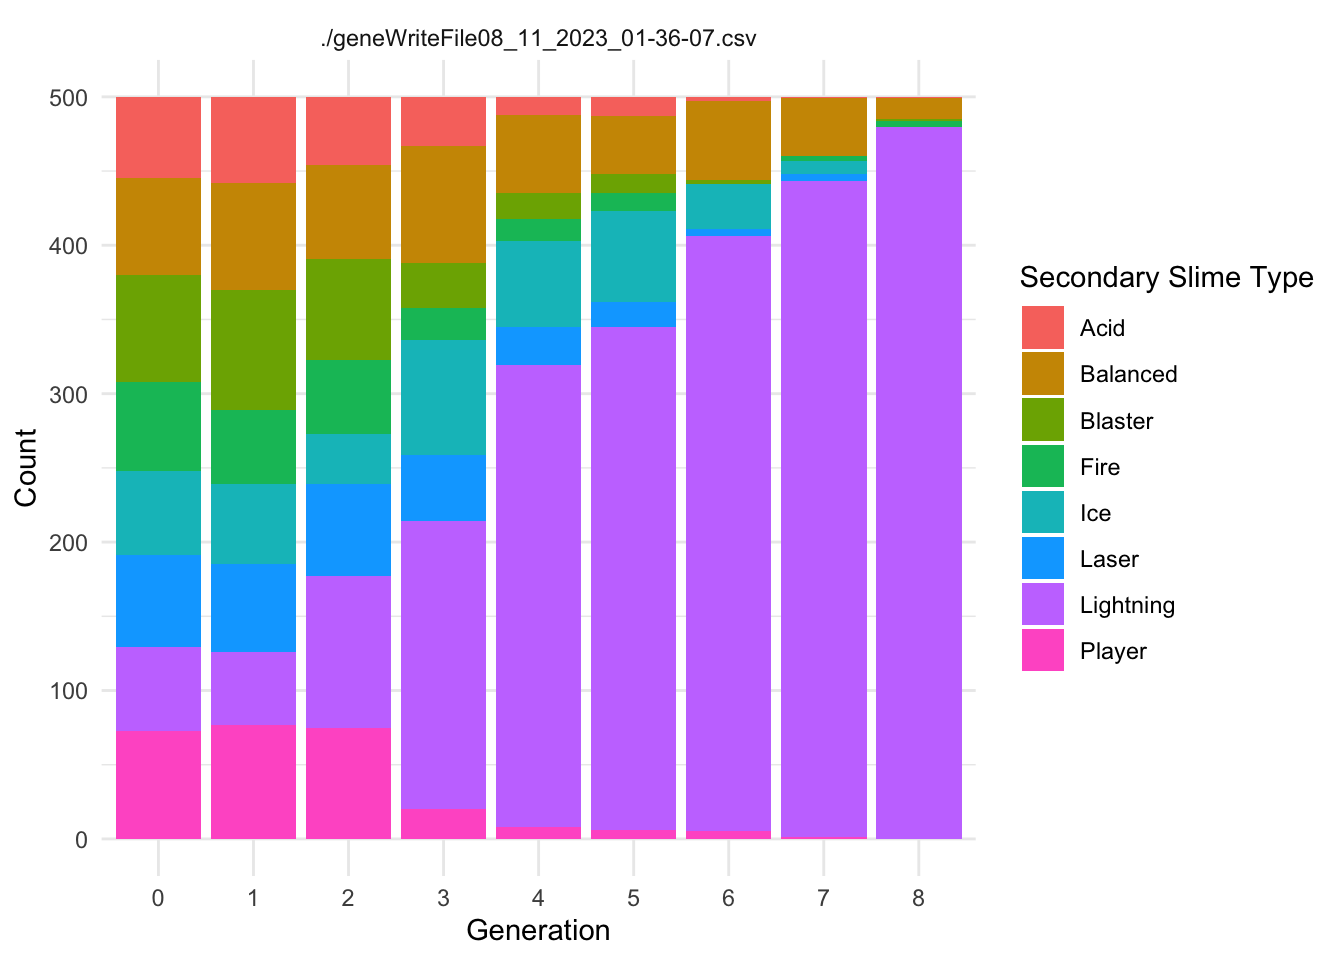 ./geneWriteFile08_11_2023_01-36-07.csv
500
400
300
200
100
0
Count
0 1 2 3 4 5 6 7 8
Generation
Secondary Slime Type
Acid
Balanced
Blaster
Fire
Ice
Laser
Lightning
Player